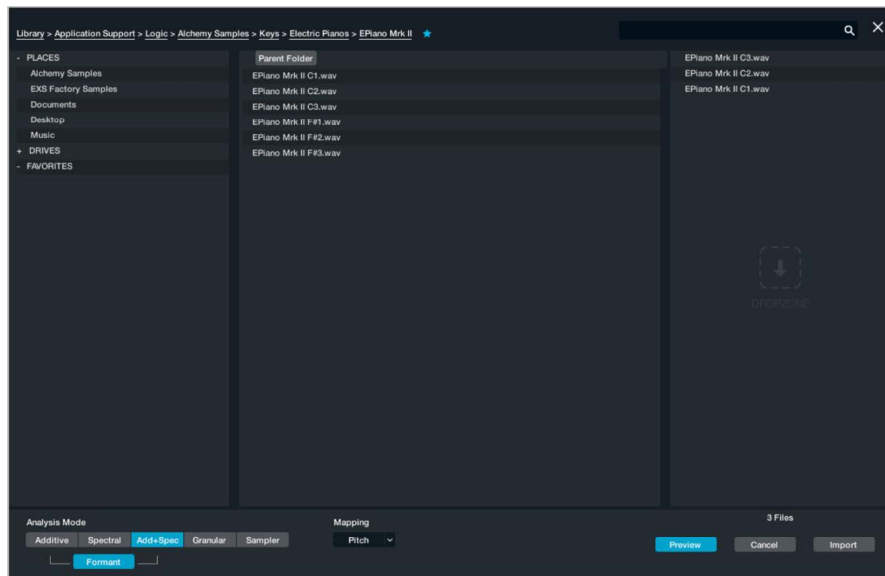 Library > Application Support > Logic > Alchemy Samples > Keys > Electric Pianos > EPiano Mrk II
- PLACES
Alchemy Samples
EXS Factory Samples
Documents
Desktop
Music
+ DRIVES
- FAVORITES
Parent Folder
EPiano Mrk II C1.wav
EPiano Mrk II C2.wav
EPiano Mrk II C3.wav
EPiano Mrk II F#1.wav
EPiano Mrk II F#2.wav
EPiano Mrk II F#3.wav
EPiano Mrk II C3.wav
EPiano Mrk II C2.wav
EPiano Mrk II C1.wav
DROPZONE
Analysis Mode
Additive Spectral Add+Spec Granular Sampler
Formant
Mapping
Pitch
3 Files
Preview Cancel Import